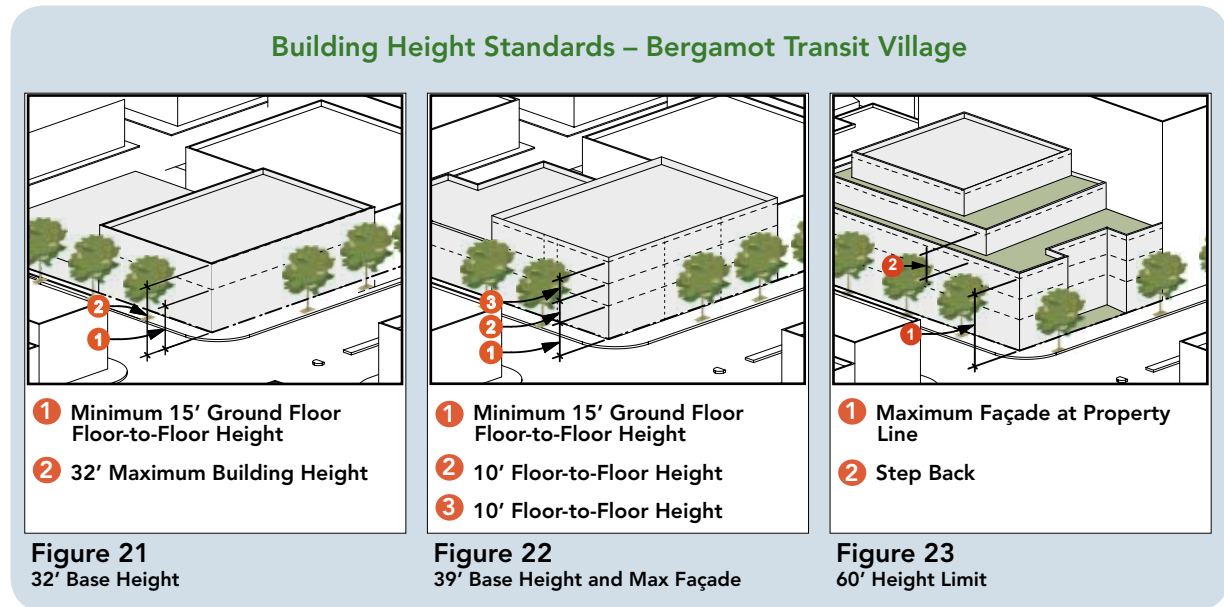 Building Height Standards – Bergamot Transit Village
2
1
1 Minimum 15’ Ground Floor
Floor-to-Floor Height
2 32’ Maximum Building Height
Figure 21
32’ Base Height
3
2
1
1 Minimum 15’ Ground Floor
Floor-to-Floor Height
2 10’ Floor-to-Floor Height
3 10’ Floor-to-Floor Height
Figure 22
39’ Base Height and Max Façade
2
1
1 Maximum Façade at Property
Line
2 Step Back
Figure 23
60’ Height Limit